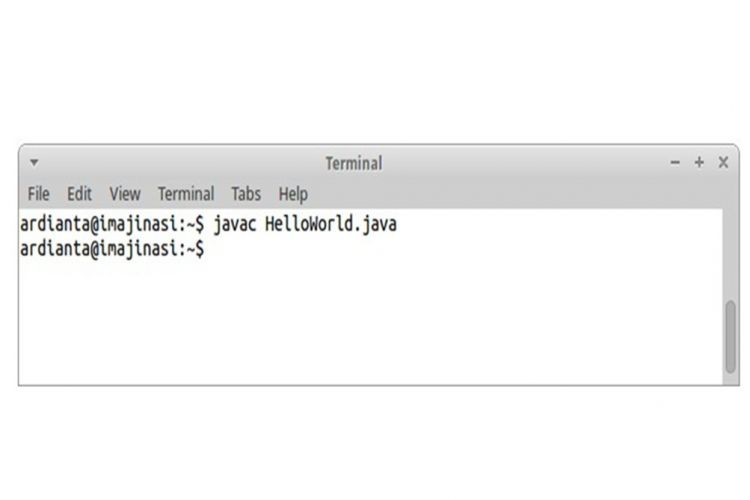 Terminal
File Edit View Terminal Tabs Help
ardianta@imajinasi:~$ javac HelloWorld.java
ardianta@imajinasi:~$